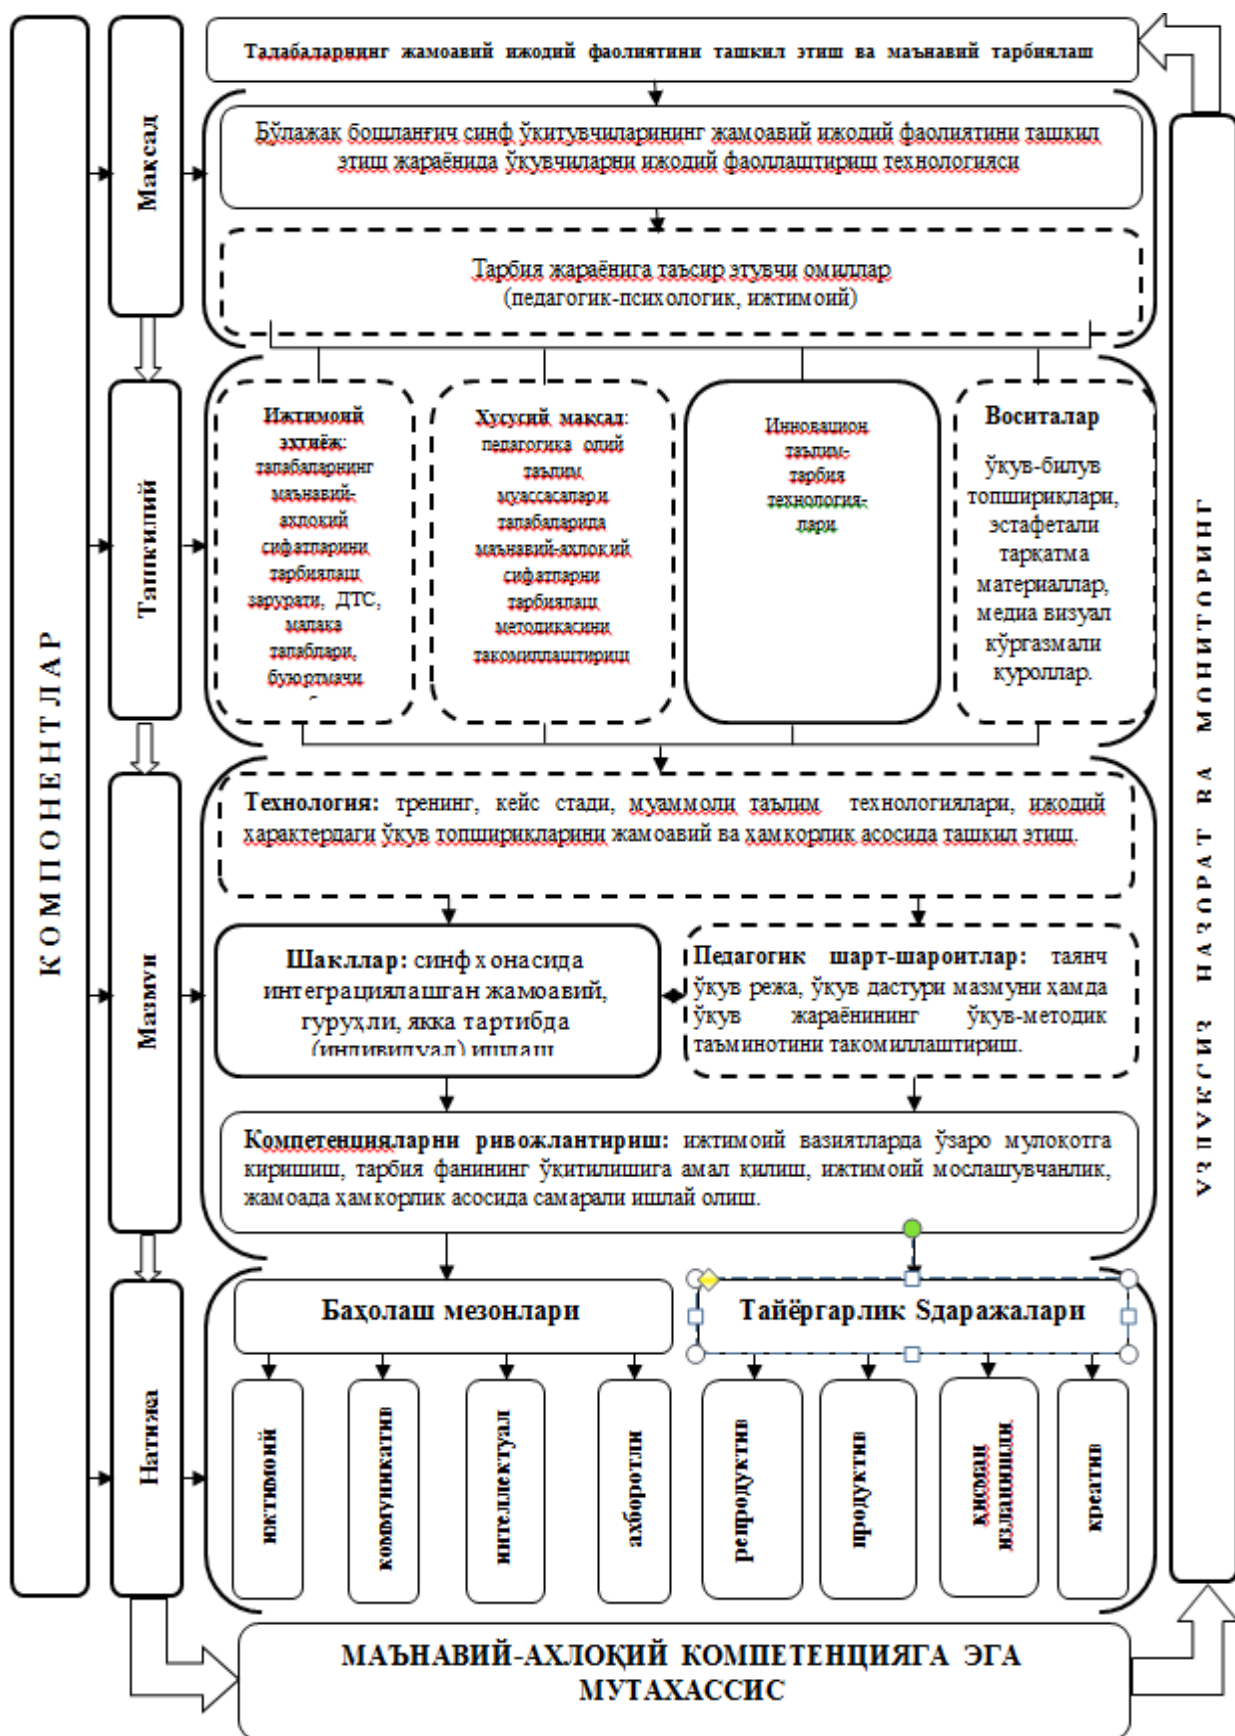 Талабаларнинг жамоавий ижодий фаолиятини ташкил этиш ва маънавий тарбиялаш
КОМПОНЕНТЛАР
Мақсад
Бўлажак бошланғич синф ўқитувчиларининг жамоавий ижодий фаолиятини ташкил
этиш жараёнида ўқувчиларни ижодий фаоллаштириш технологияси
Тарбия жараёнига таъсир этувчи омиллар
(педагогик-психологик, ижтимоий)
Ташкилий
Ижтимоий
эхтиёж:
талабаларнинг
маънавий-
ахлоқий
сифатларини
тарбиялаш
зарурати, ДТС,
малака
талаблари,
буюртмачи
Хусусий мақсад:
педагогика олий
таълим
муассасалари
талабаларида
маънавий-ахлоқий
сифатларни
тарбиялаш
методикасини
такомиллаштириш
Инновацион
таълим-
тарбия
технология-
лари
Воситалар
ўқув-билув
топшириклари,
эстафетали
тарқатма
материаллар,
медиа визуал
кўргазмали
қуроллар.
Мазмун
Технология: тренинг, кейс стади, муаммоли таълим технологиялари, ижодий
характердаги ўқув топшириқларини жамоавий ва ҳамкорлик асосида ташкил этиш.
Шакллар: синф хонасида
интеграциялашган жамоавий,
гуруҳли, якка тартибда
(индивидуал) ишлаш
Педагогик шарт-шароитлар: таянч
ўқув режа, ўқув дастури мазмуни ҳамда
ўқув жараёнининг ўқув-методик
таъминотини такомиллаштириш.
Компетенцияларни ривожлантириш: ижтимоий вазиятларда ўзаро мулоқотга
киришиш, тарбия фанининг ўқитилишига амал қилиш, ижтимоий мослашувчанлик,
жамоада ҳамкорлик асосида самарали ишлай олиш.
Натижа
Баҳолаш мезонлари
Тайёргарлик Sдаражалари
ижтимоий
коммуникатив
интеллектуал
ахборотли
репродуктив
продуктив
қисман
изланишли
креатив
МАЪНАВИЙ-АХЛОҚИЙ КОМПЕТЕНЦИЯГА ЭГА
МУТАХАССИС
УЗЛУКСИЗ НАЗОРАТ ВА МОНИТОРИНГ